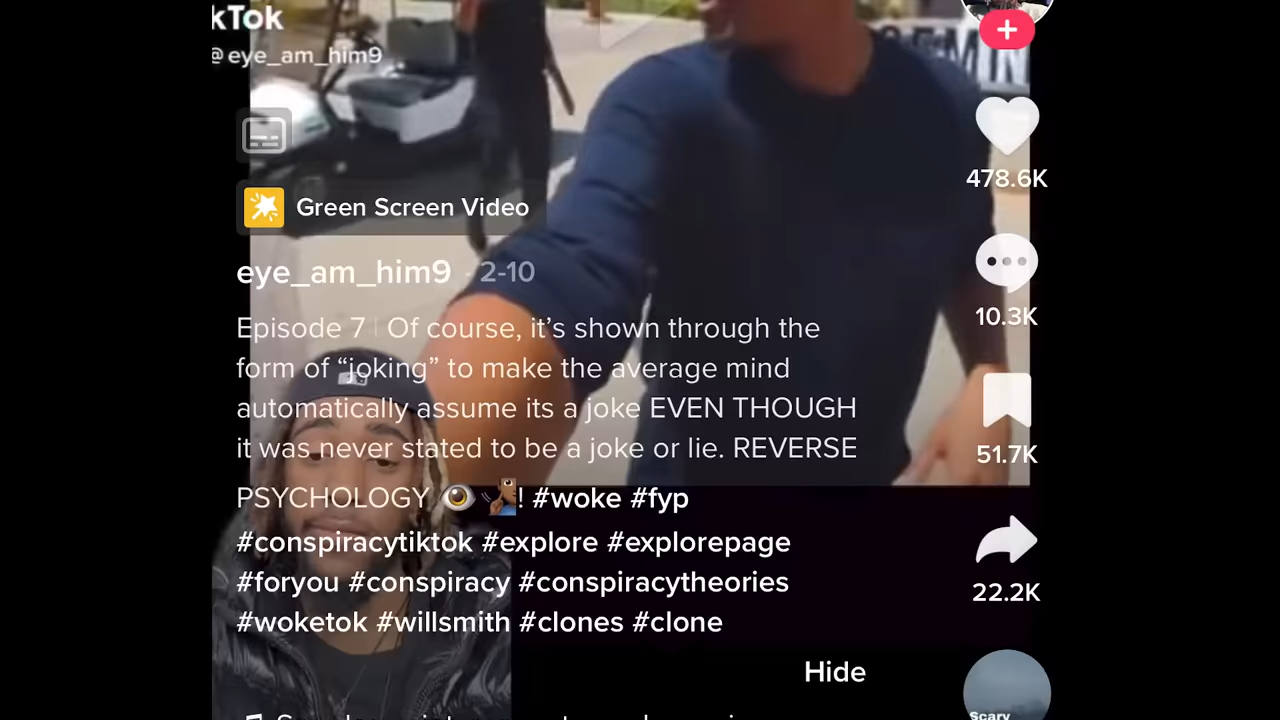 kTok
@eye_am_him9
Green Screen Video
eye_am_him9 · 2-10
Episode 7 | Of course, it’s shown through the
form of “joking” to make the average mind
automatically assume its a joke EVEN THOUGH
it was never stated to be a joke or lie. REVERSE
PSYCHOLOGY 👁️🧏🏾‍♂️! #woke #fyp
#conspiracytiktok #explore #explorepage
#foryou #conspiracy #conspiracytheories
#woketok #willsmith #clones #clone
Hide
478.6K
10.3K
51.7K
22.2K
Scary